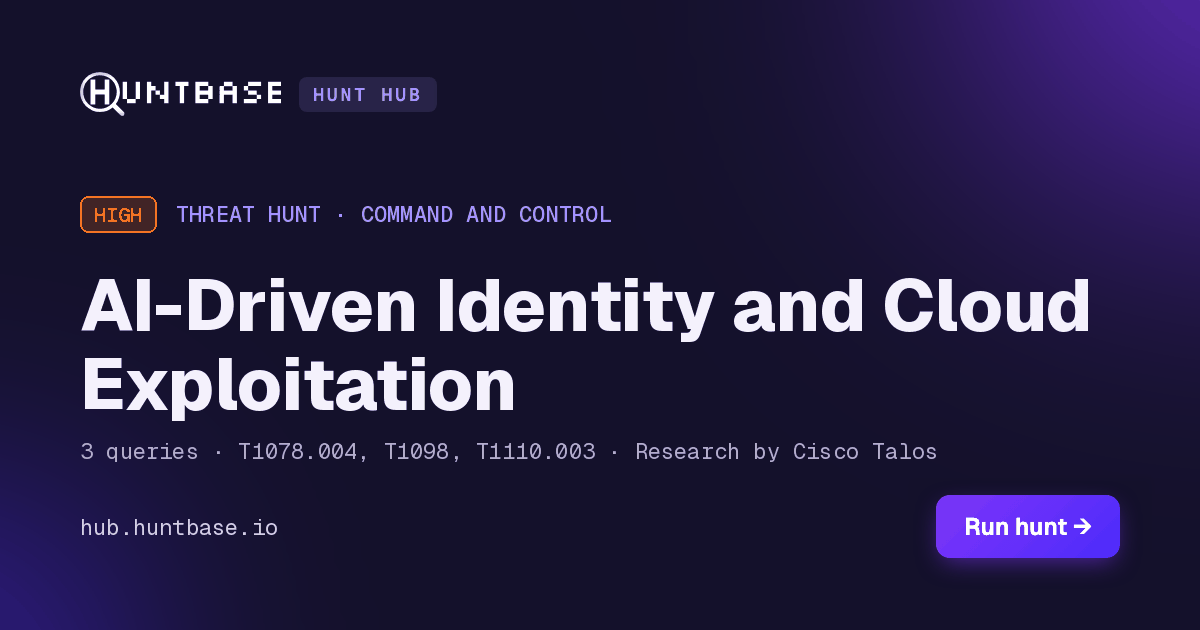 HUNTBASE HUNT HUB
HIGH THREAT HUNT · COMMAND AND CONTROL
AI-Driven Identity and Cloud
Exploitation
3 queries · T1078.004, T1098, T1110.003 · Research by Cisco Talos
hub.huntbase.io
Run hunt →